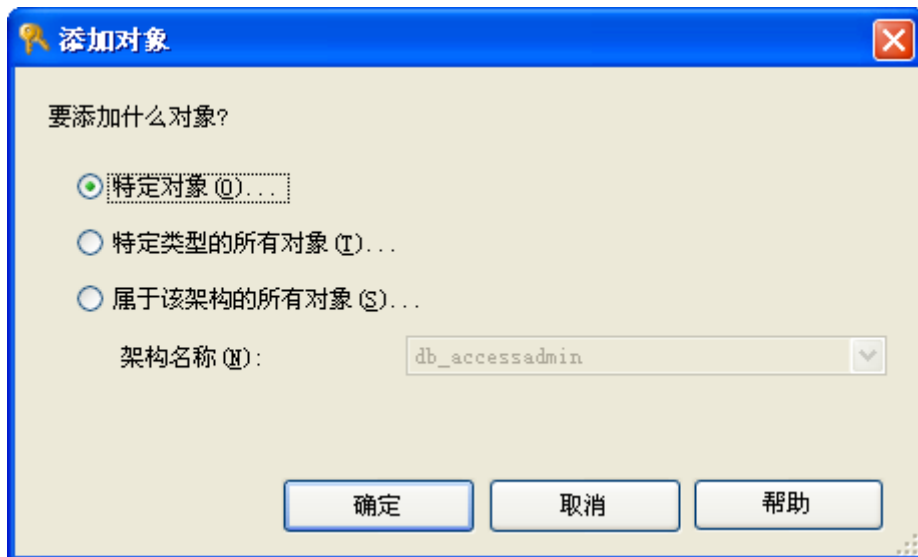 添加对象
要添加什么对象?
特定对象(O)...
特定类型的所有对象(T)...
属于该架构的所有对象(S)...
架构名称(N): db_accessadmin
确定 取消 帮助